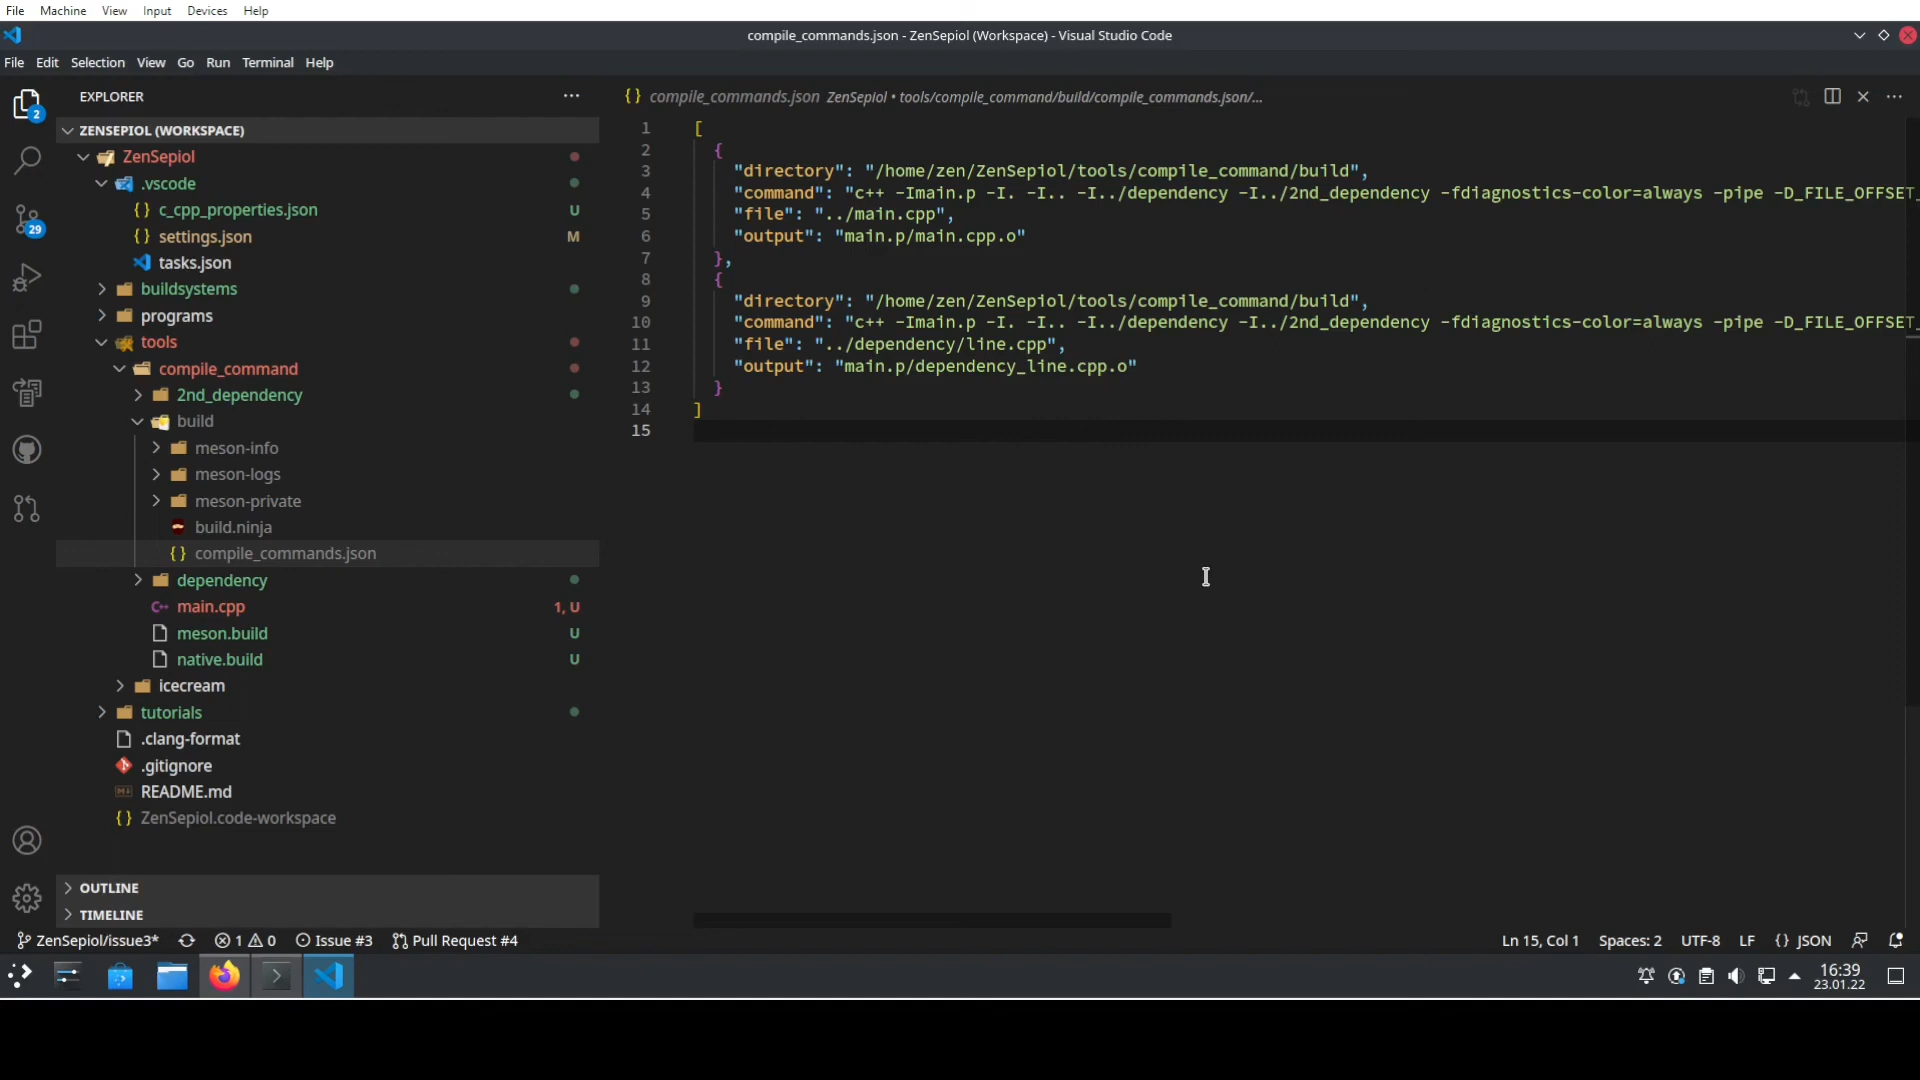 File Machine View Input Devices Help
compile_commands.json - ZenSepiol (Workspace) - Visual Studio Code
File Edit Selection View Go Run Terminal Help
EXPLORER
compile_commands.json ZenSepiol • tools/compile_command/build/compile_commands.json/...
2
ZENSEPIOL (WORKSPACE)
ZenSepiol
.vscode
c_cpp_properties.json U
settings.json M
tasks.json
29
buildsystems
programs
tools
compile_command
2nd_dependency
build
meson-info
meson-logs
meson-private
build.ninja
compile_commands.json
dependency
main.cpp 1, U
meson.build U
native.build U
icecream
tutorials
.clang-format
.gitignore
README.md
ZenSepiol.code-workspace
OUTLINE
TIMELINE
1 [
2 {
3 "directory": "/home/zen/ZenSepiol/tools/compile_command/build",
4 "command": "c++ -Imain.p -I. -I.. -I../dependency -I../2nd_dependency -fdiagnostics-color=always -pipe -D_FILE_OFFSET_
5 "file": "../main.cpp",
6 "output": "main.p/main.cpp.o"
7 },
8 {
9 "directory": "/home/zen/ZenSepiol/tools/compile_command/build",
10 "command": "c++ -Imain.p -I. -I.. -I../dependency -I../2nd_dependency -fdiagnostics-color=always -pipe -D_FILE_OFFSET_
11 "file": "../dependency/line.cpp",
12 "output": "main.p/dependency_line.cpp.o"
13 }
14 ]
15
ZenSepiol/issue3* 1 0 Issue #3 Pull Request #4 Ln 15, Col 1 Spaces: 2 UTF-8 LF {} JSON
16:39
23.01.22